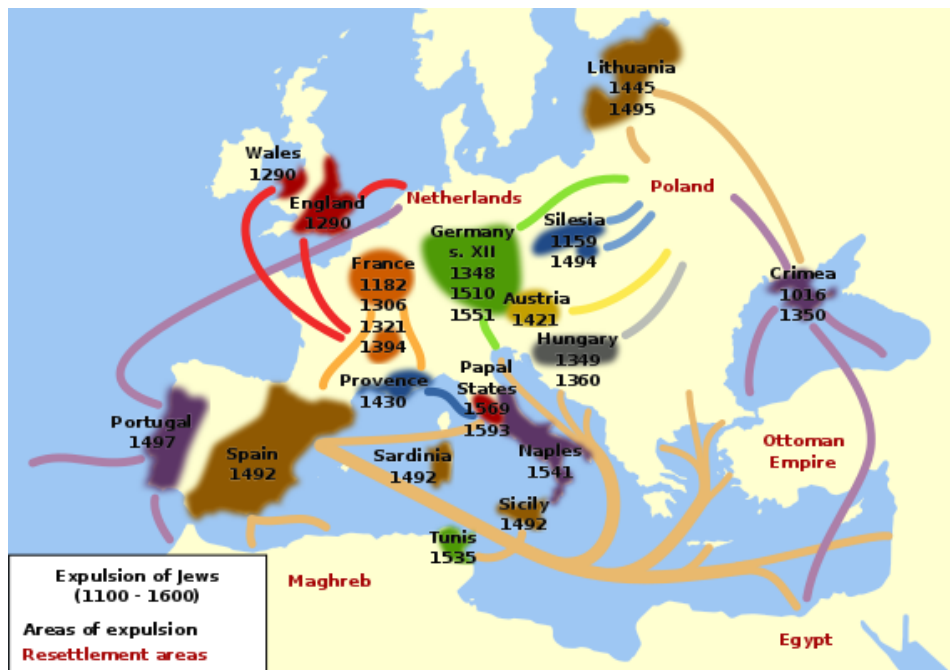 Lithuania
1445
1495
Wales
1290
England
1290
Netherlands
Poland
Germany
s. XII
1348
1510
1551
Silesia
1159
1494
France
1182
1306
1321
1394
Austria
1421
Crimea
1016
1350
Hungary
1349
1360
Provence
1430
Papal
States
1569
1593
Portugal
1497
Spain
1492
Sardinia
1492
Naples
1541
Ottoman
Empire
Sicily
1492
Tunis
1535
Maghreb
Egypt
Expulsion of Jews
(1100 - 1600)
Areas of expulsion
Resettlement areas